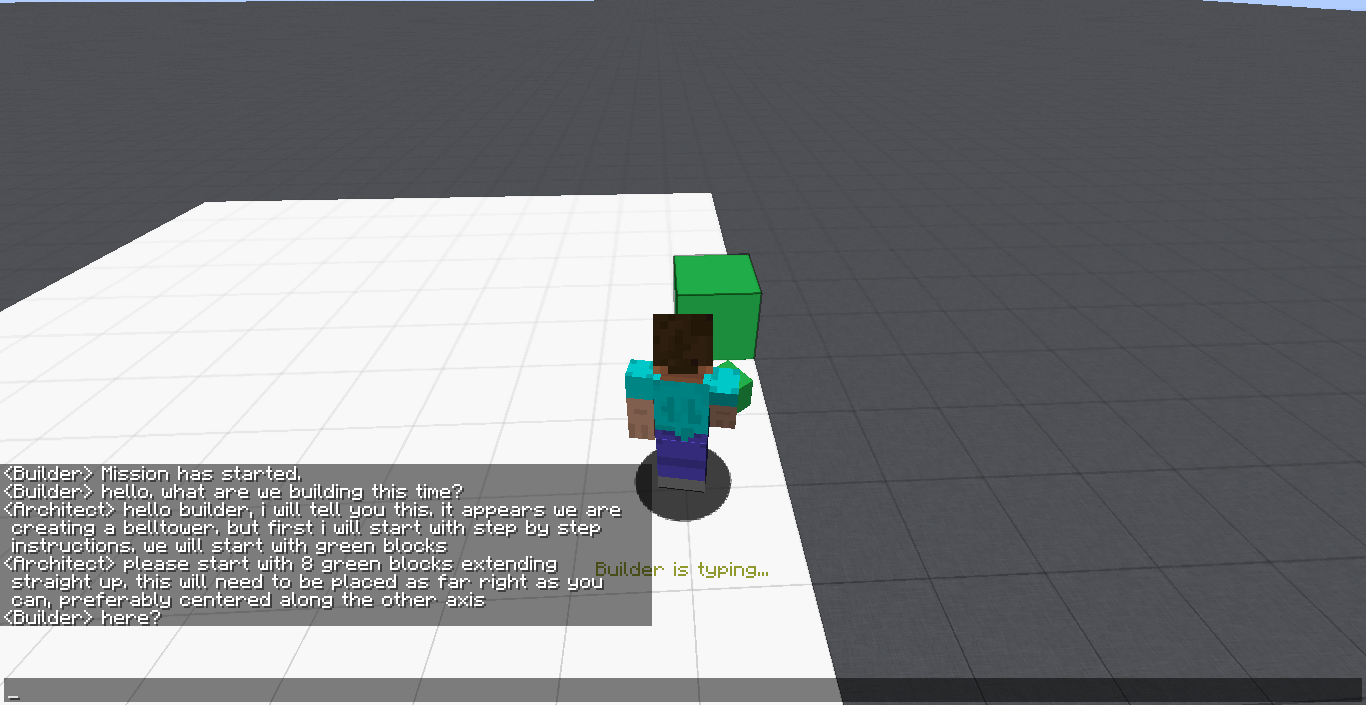 <Builder> Mission has started.
<Builder> hello, what are we building this time?
<Architect> hello builder, i will tell you this, it appears we are
creating a belltower, but first i will start with step by step
instructions, we will start with green blocks
<Architect> please start with 8 green blocks extending
straight up, this will need to be placed as far right as you
can, preferably centered along the other axis
<Builder> here?
Builder is typing...
_